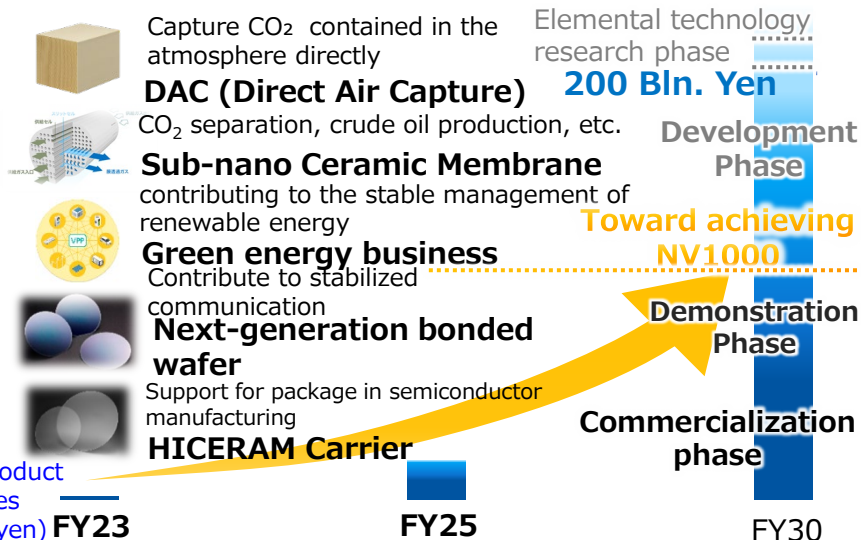 Capture CO₂ contained in the
atmosphere directly
DAC (Direct Air Capture)
CO₂ separation, crude oil production, etc.
Sub-nano Ceramic Membrane
contributing to the stable management of
renewable energy
Green energy business
Contribute to stabilized
communication
Next-generation bonded
wafer
Support for package in semiconductor
manufacturing
HICERAM Carrier
VPP
Elemental technology
research phase
200 Bln. Yen
Development
Phase
Toward achieving
NV1000
Demonstration
Phase
Commercialization
phase
oduct
es
yen)
FY23
FY25
FY30